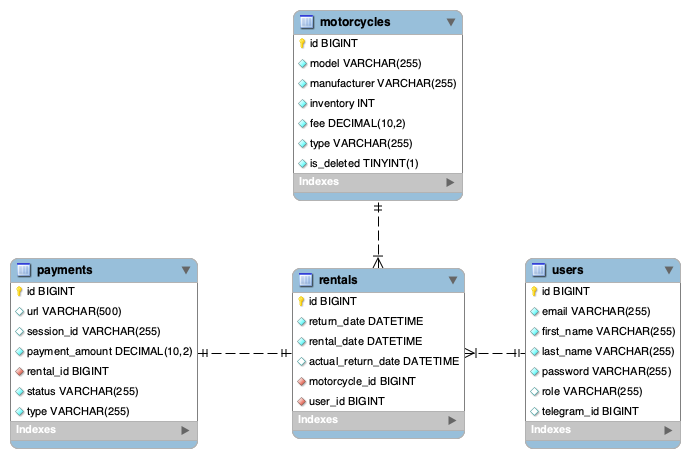 motorcycles
id BIGINT
model VARCHAR(255)
manufacturer VARCHAR(255)
inventory INT
fee DECIMAL(10,2)
type VARCHAR(255)
is_deleted TINYINT(1)
Indexes
payments
id BIGINT
url VARCHAR(500)
session_id VARCHAR(255)
payment_amount DECIMAL(10,2)
rental_id BIGINT
status VARCHAR(255)
type VARCHAR(255)
Indexes
rentals
id BIGINT
return_date DATETIME
rental_date DATETIME
actual_return_date DATETIME
motorcycle_id BIGINT
user_id BIGINT
Indexes
users
id BIGINT
email VARCHAR(255)
first_name VARCHAR(255)
last_name VARCHAR(255)
password VARCHAR(255)
role VARCHAR(255)
telegram_id BIGINT
Indexes